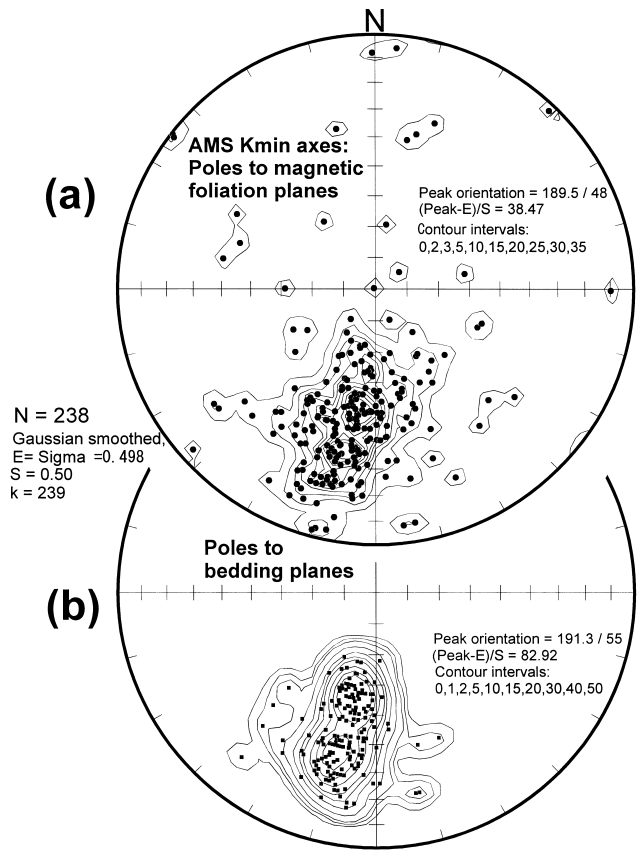 N
AMS Kmin axes:
Poles to magnetic
foliation planes
(a)
Peak orientation = 189.5 / 48
(Peak-E)/S = 38.47
Contour intervals:
0,2,3,5,10,15,20,25,30,35
N = 238
Gaussian smoothed,
E= Sigma =0. 498
S = 0.50
k = 239
Poles to
bedding planes
(b)
Peak orientation = 191.3 / 55
(Peak-E)/S = 82.92
Contour intervals:
0,1,2,5,10,15,20,30,40,50